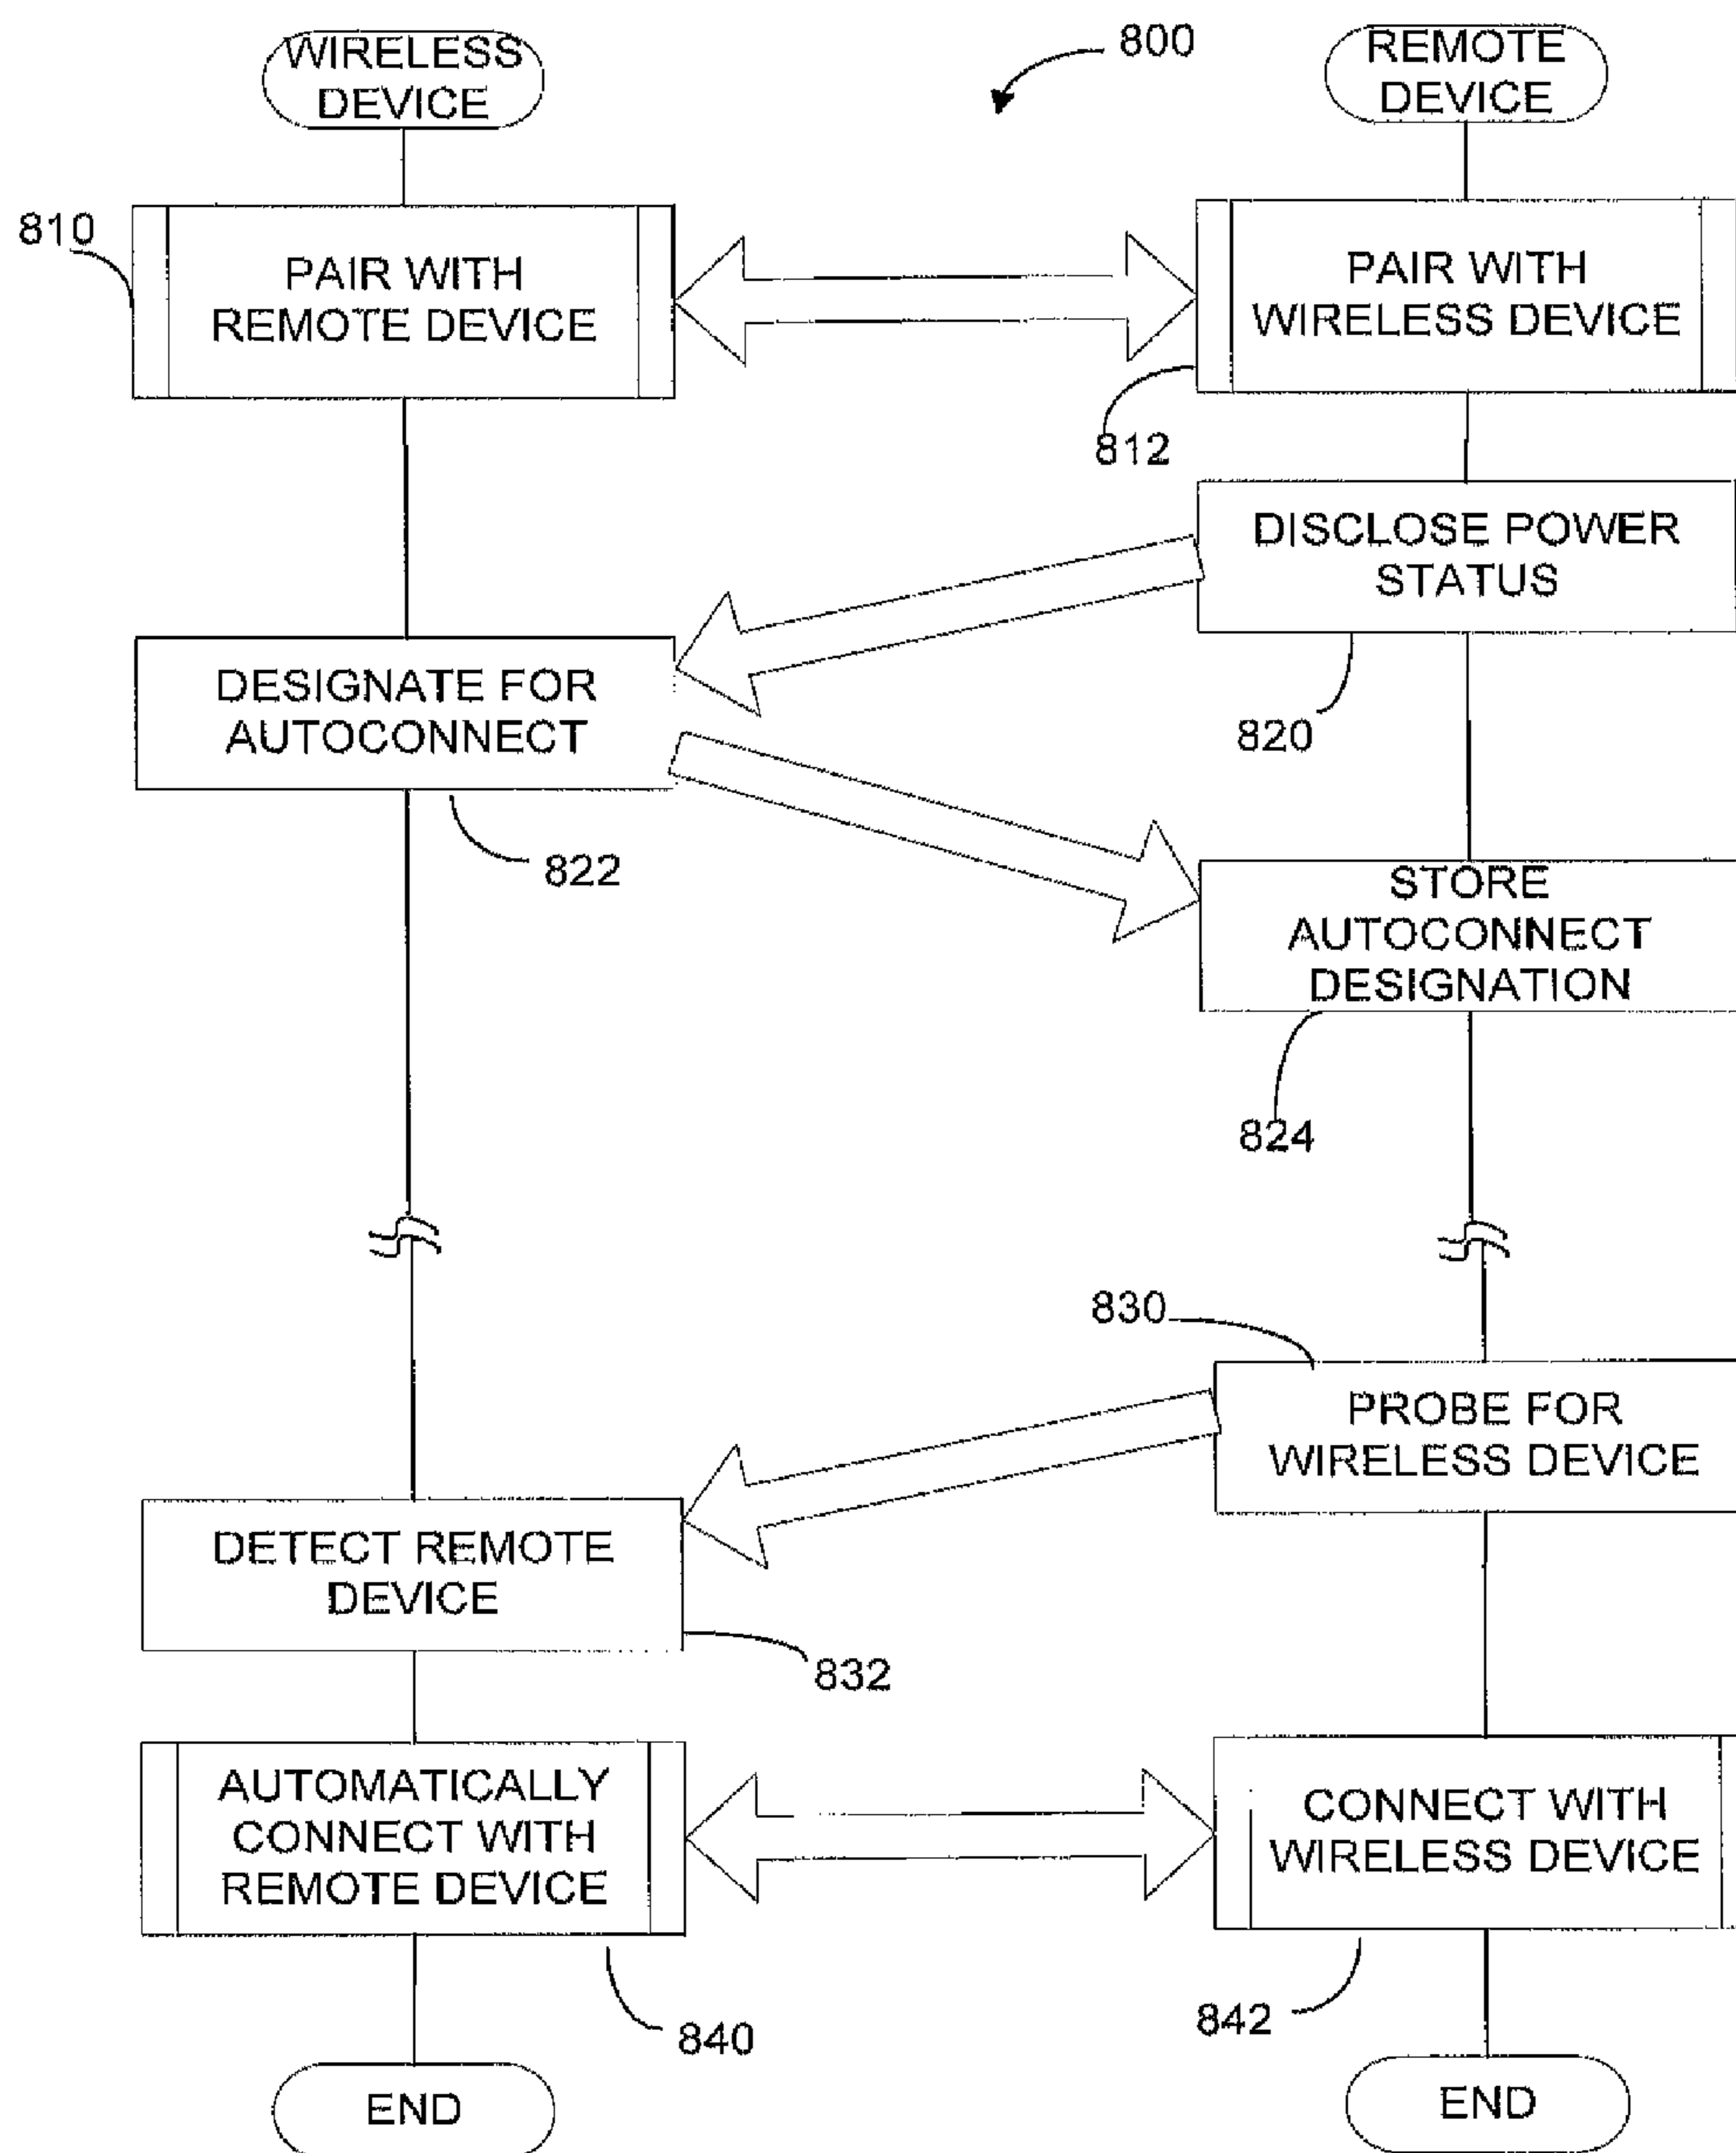 WIRELESS
DEVICE
800
REMOTE
DEVICE
810
PAIR WITH
REMOTE DEVICE
PAIR WITH
WIRELESS DEVICE
812
DISCLOSE POWER
STATUS
820
DESIGNATE FOR
AUTOCONNECT
822
STORE
AUTOCONNECT
DESIGNATION
824
830
PROBE FOR
WIRELESS DEVICE
DETECT REMOTE
DEVICE
832
AUTOMATICALLY
CONNECT WITH
REMOTE DEVICE
CONNECT WITH
WIRELESS DEVICE
840
842
END
END